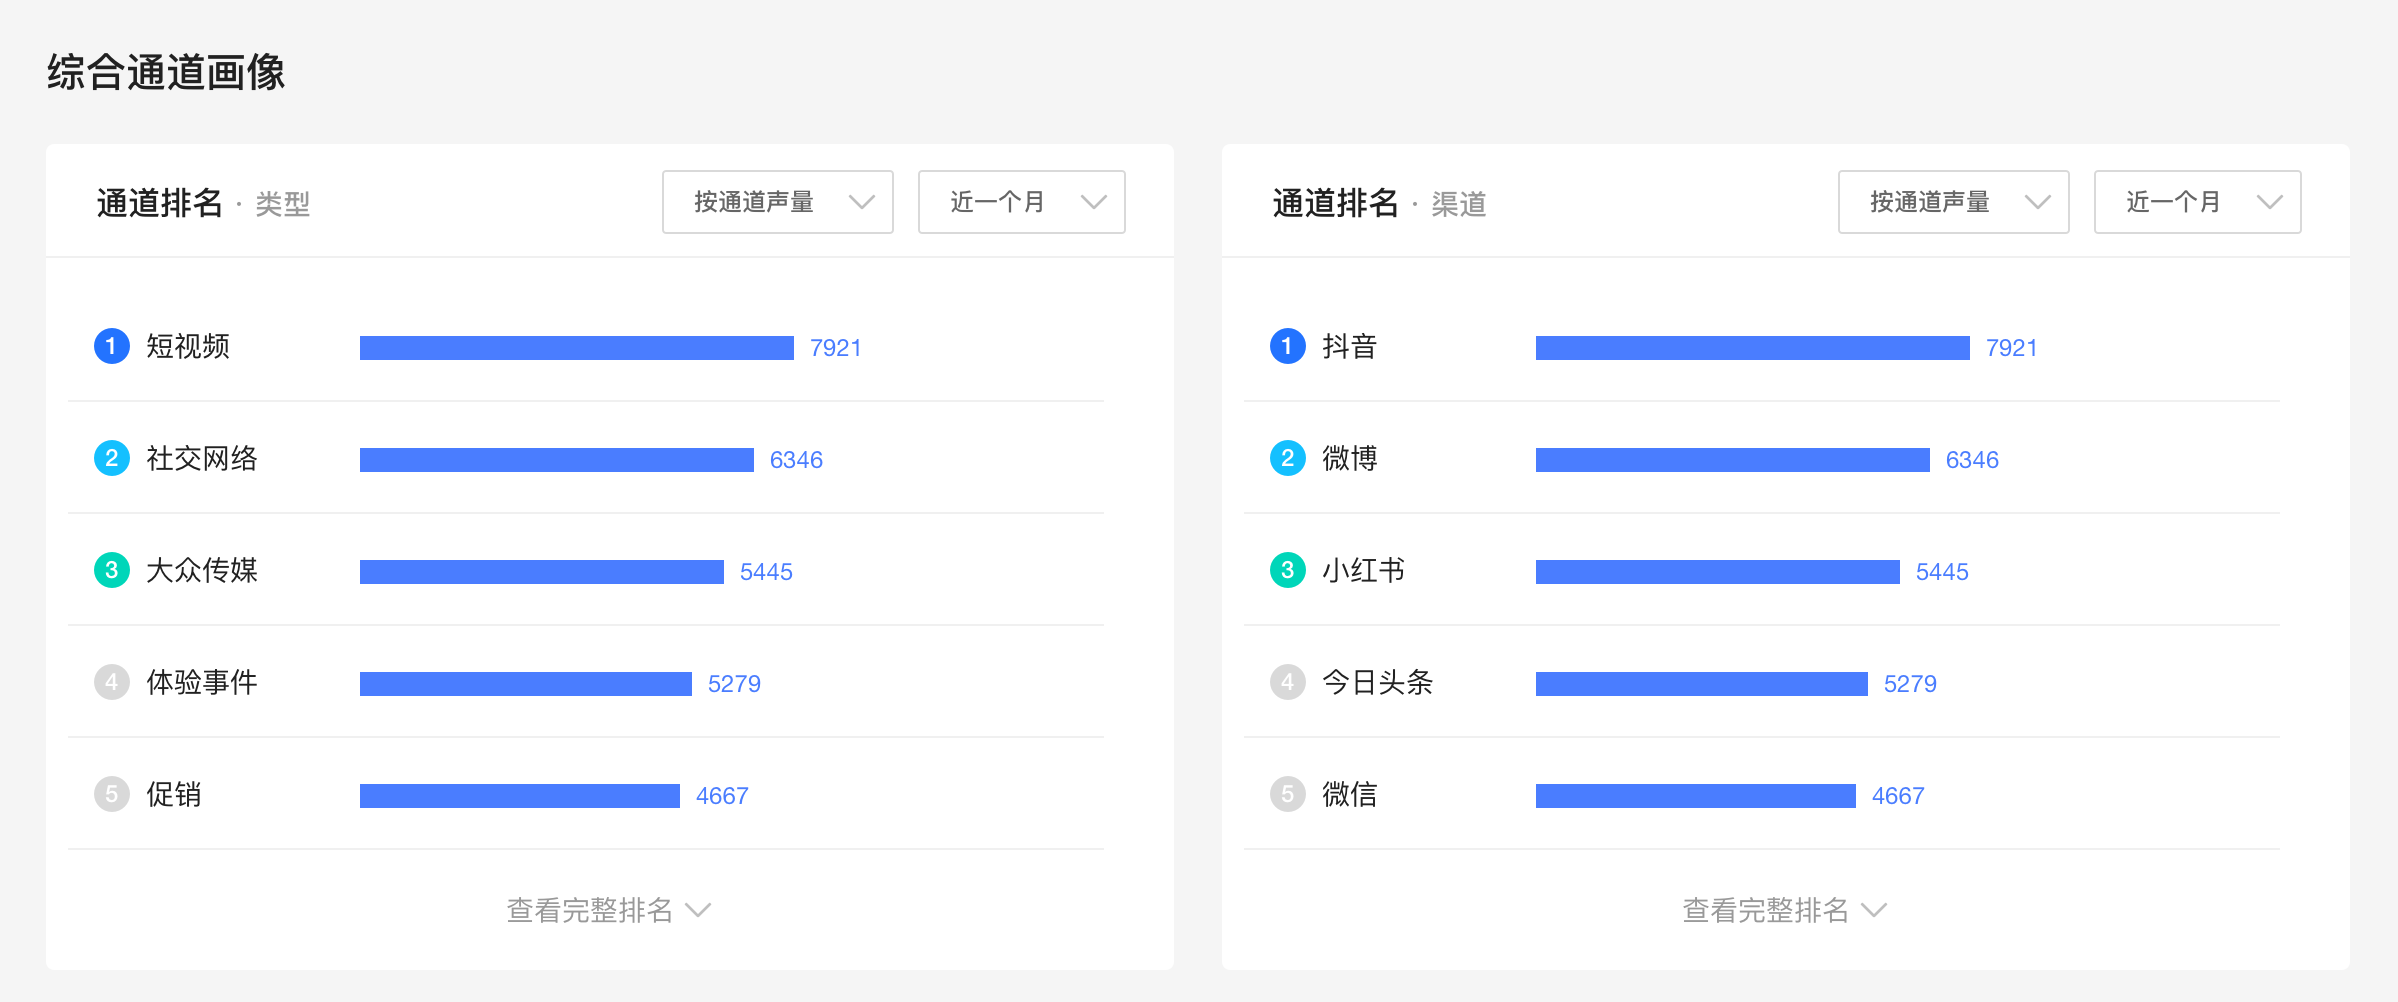 综合通道画像
通道排名 · 类型
按通道声量
近一个月
1 短视频 7921
2 社交网络 6346
3 大众传媒 5445
4 体验事件 5279
5 促销 4667
查看完整排名
通道排名 · 渠道
按通道声量
近一个月
1 抖音 7921
2 微博 6346
3 小红书 5445
4 今日头条 5279
5 微信 4667
查看完整排名